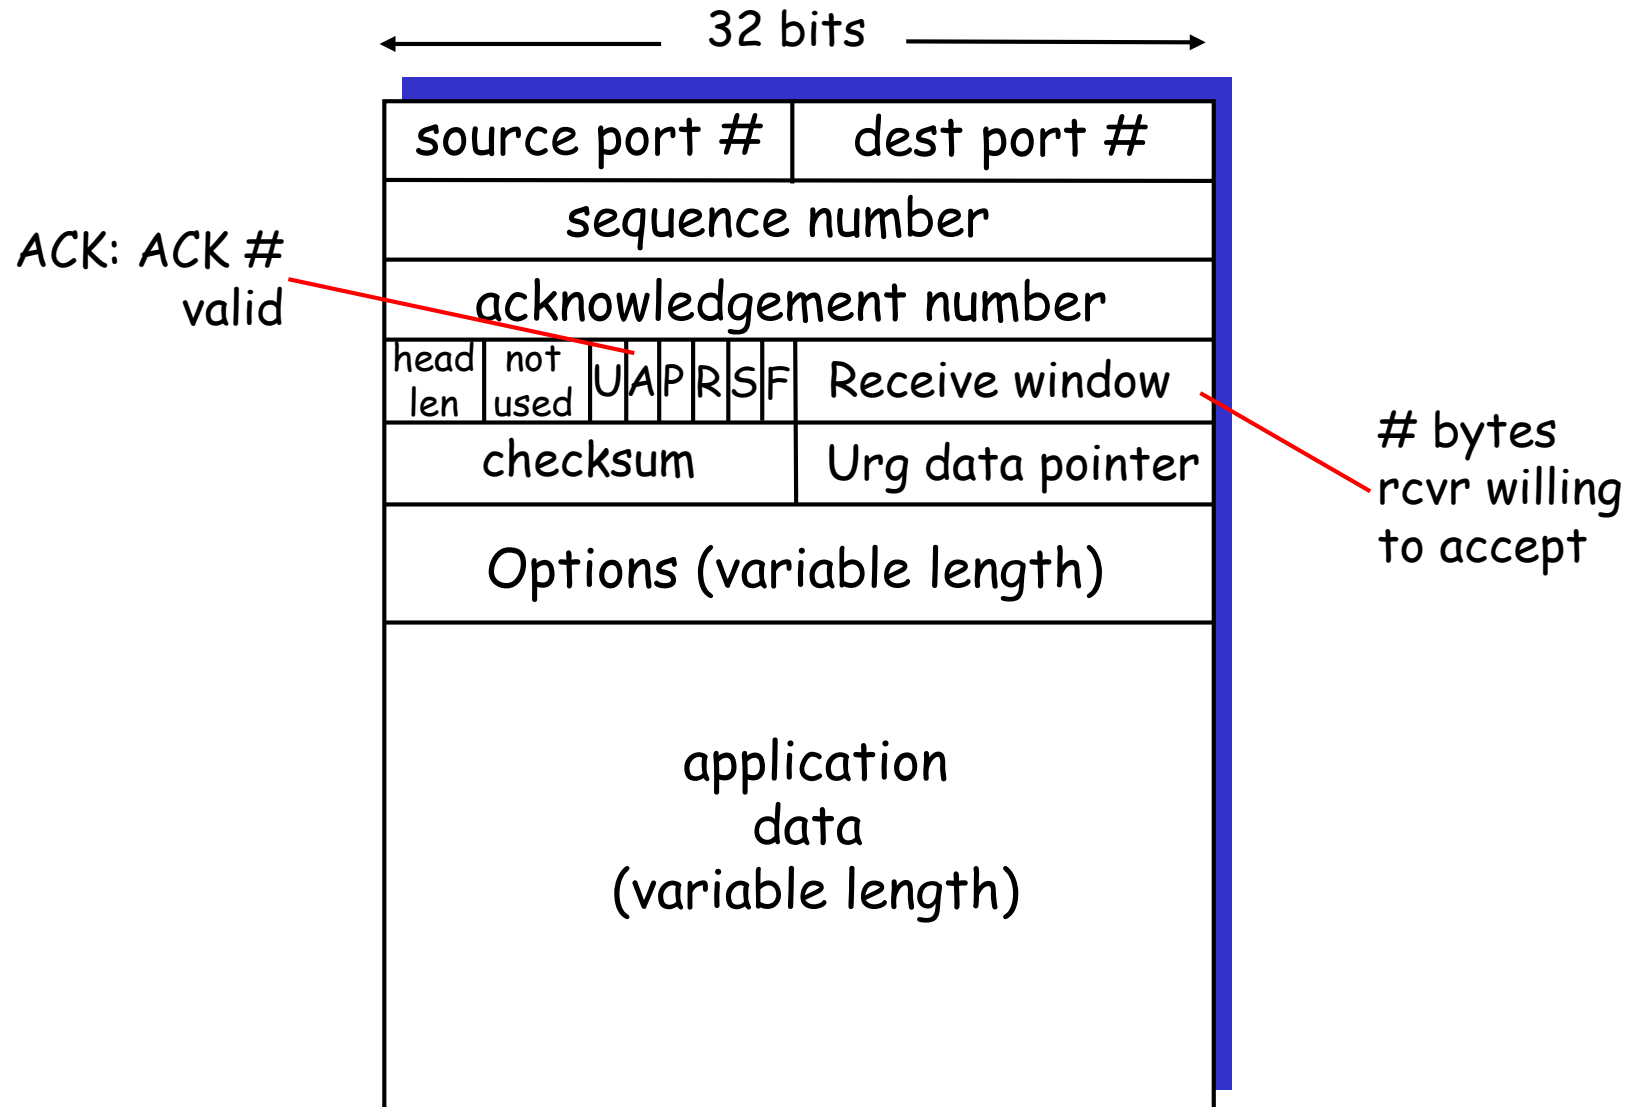 32 bits
source port # dest port #
sequence number
ACK: ACK #
valid
acknowledgement number
head not U A P R S F Receive window
len used
# bytes
rcvr willing
to accept
checksum Urg data pointer
Options (variable length)
application
data
(variable length)